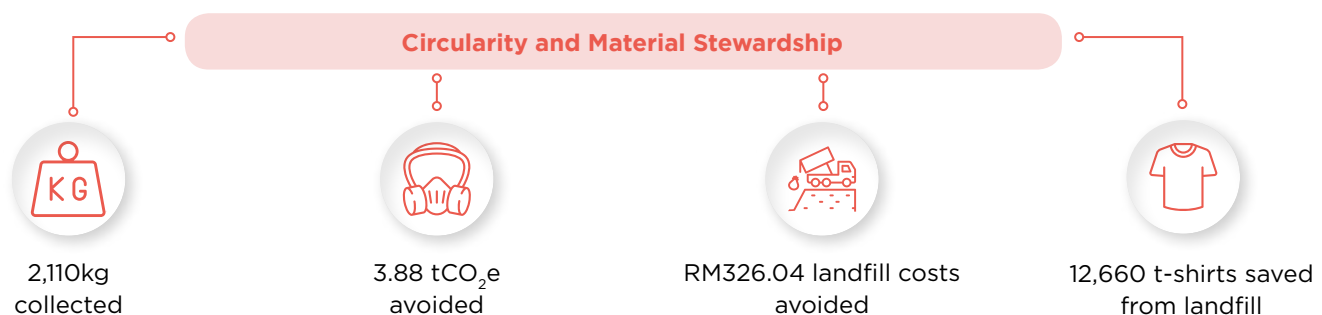 Circularity and Material Stewardship
KG
2,110kg
collected
3.88 tCO₂e
avoided
RM326.04 landfill costs
avoided
12,660 t-shirts saved
from landfill